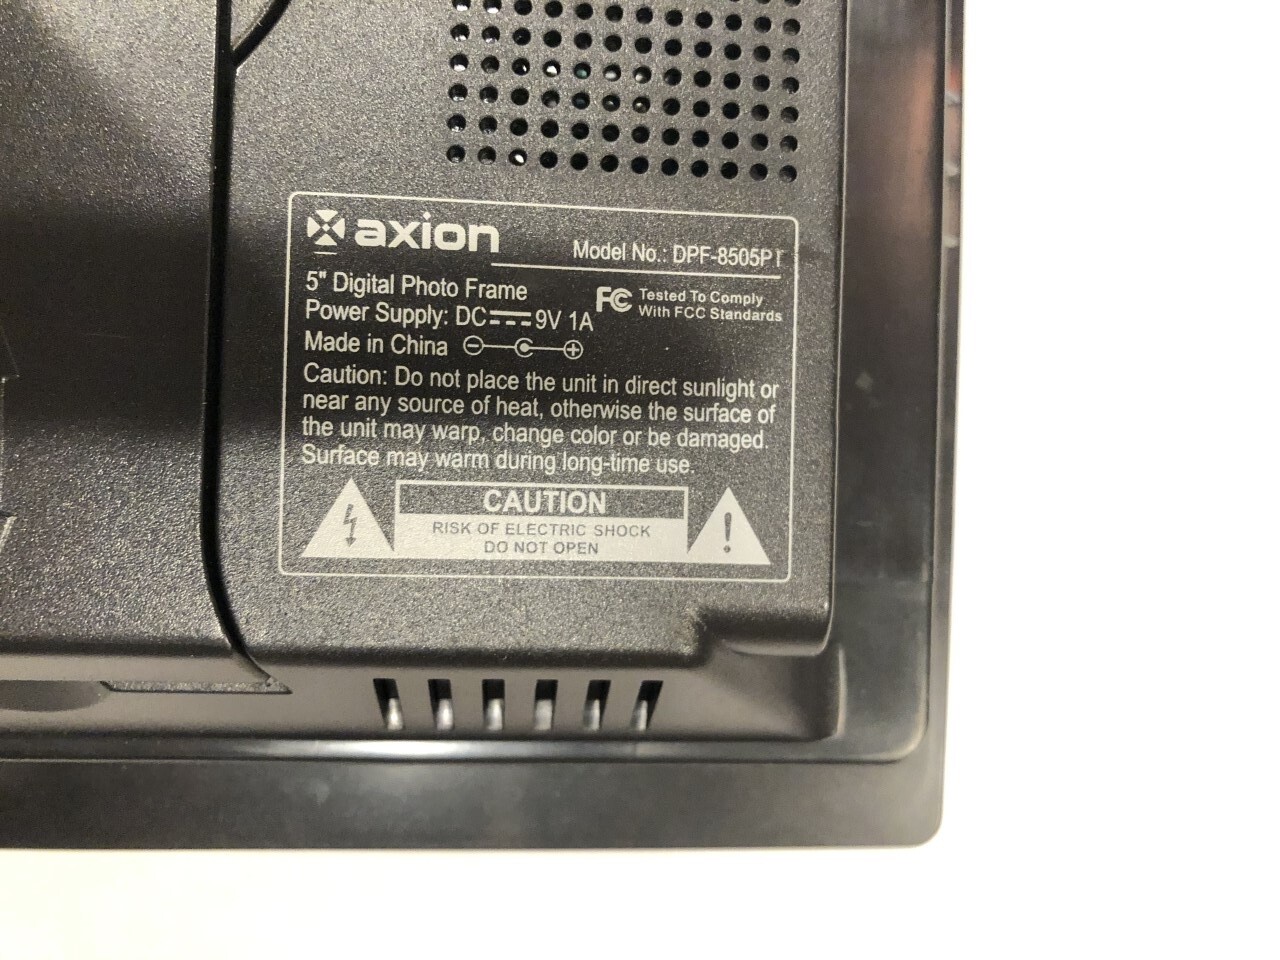 axion
Model No.: DPF-8505PT
5" Digital Photo Frame
FC Tested To Comply
With FCC Standards
Power Supply: DC 9V 1A
Made in China
Caution: Do not place the unit in direct sunlight or
near any source of heat, otherwise the surface of
the unit may warp, change color or be damaged.
Surface may warm during long-time use.
CAUTION
RISK OF ELECTRIC SHOCK
DO NOT OPEN